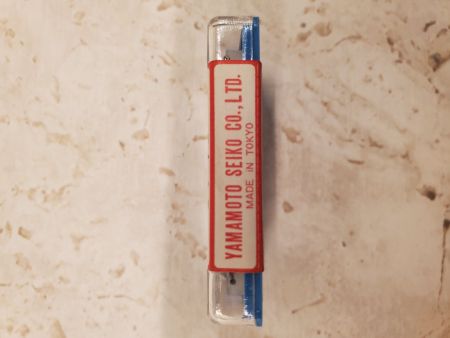 YAMAMOTO SEIKO CO., LTD.
MADE IN TOKYO